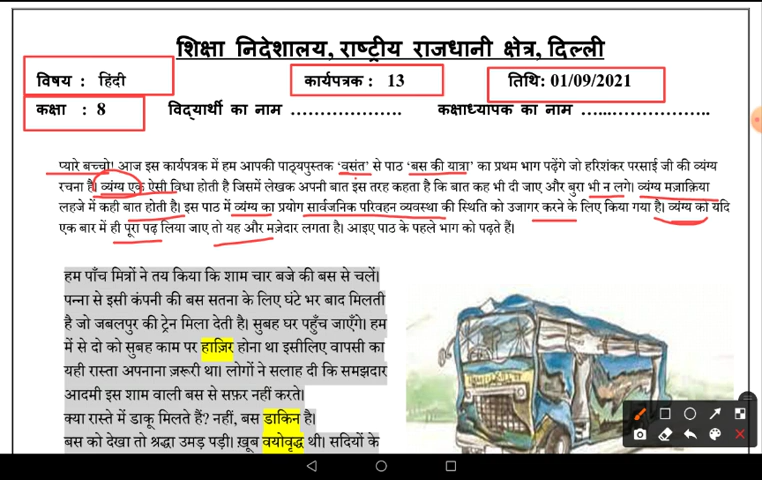 शिक्षा निदेशालय, राष्ट्रीय राजधानी क्षेत्र, दिल्ली
विषय : हिंदी कार्यपत्रक : 13 तिथि: 01/09/2021
कक्षा : 8 विद्यार्थी का नाम ……………… कक्षाध्यापक का नाम …...………………
प्यारे बच्चो! आज इस कार्यपत्रक में हम आपकी पाठ्यपुस्तक ‘वसंत’ से पाठ ‘बस की यात्रा’ का प्रथम भाग पढ़ेंगे जो हरिशंकर परसाई जी की व्यंग्य
रचना है। व्यंग्य एक ऐसी विधा होती है जिसमें लेखक अपनी बात इस तरह कहता है कि बात कह भी दी जाए और बुरा भी न लगे। व्यंग्य मज़ाक़िया
लहजे में कही बात होती है। इस पाठ में व्यंग्य का प्रयोग सार्वजनिक परिवहन व्यवस्था की स्थिति को उजागर करने के लिए किया गया है। व्यंग्य को यदि
एक बार में ही पूरा पढ़ लिया जाए तो यह और मज़ेदार लगता है। आइए पाठ के पहले भाग को पढ़ते हैं।
हम पाँच मित्रों ने तय किया कि शाम चार बजे की बस से चलें।
पन्ना से इसी कंपनी की बस सतना के लिए घंटे भर बाद मिलती
है जो जबलपुर की ट्रेन मिला देती है। सुबह घर पहुँच जाएँगे। हम
में से दो को सुबह काम पर हाज़िर होना था इसीलिए वापसी का
यही रास्ता अपनाना ज़रूरी था। लोगों ने सलाह दी कि समझदार
आदमी इस शाम वाली बस से सफ़र नहीं करते।
क्या रास्ते में डाकू मिलते हैं? नहीं, बस डाकिन है।
बस को देखा तो श्रद्धा उमड़ पड़ी। ख़ूब वयोवृद्ध थी। सदियों के